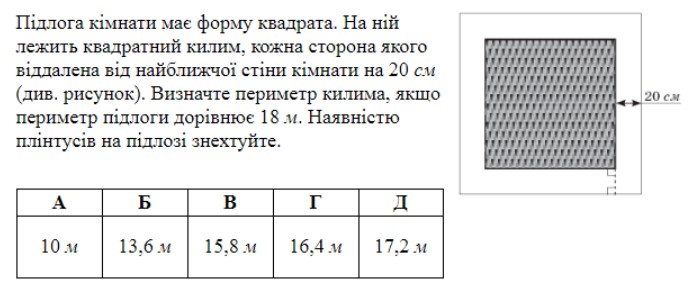 Підлога кімнати має форму квадрата. На ній
лежить квадратний килим, кожна сторона якого
віддалена від найближчої стіни кімнати на 20 см
(див. рисунок). Визначте периметр килима, якщо
периметр підлоги дорівнює 18 м. Наявністю
плінтусів на підлозі знехтуйте.
20 см
А Б В Г Д
10 м 13,6 м 15,8 м 16,4 м 17,2 м